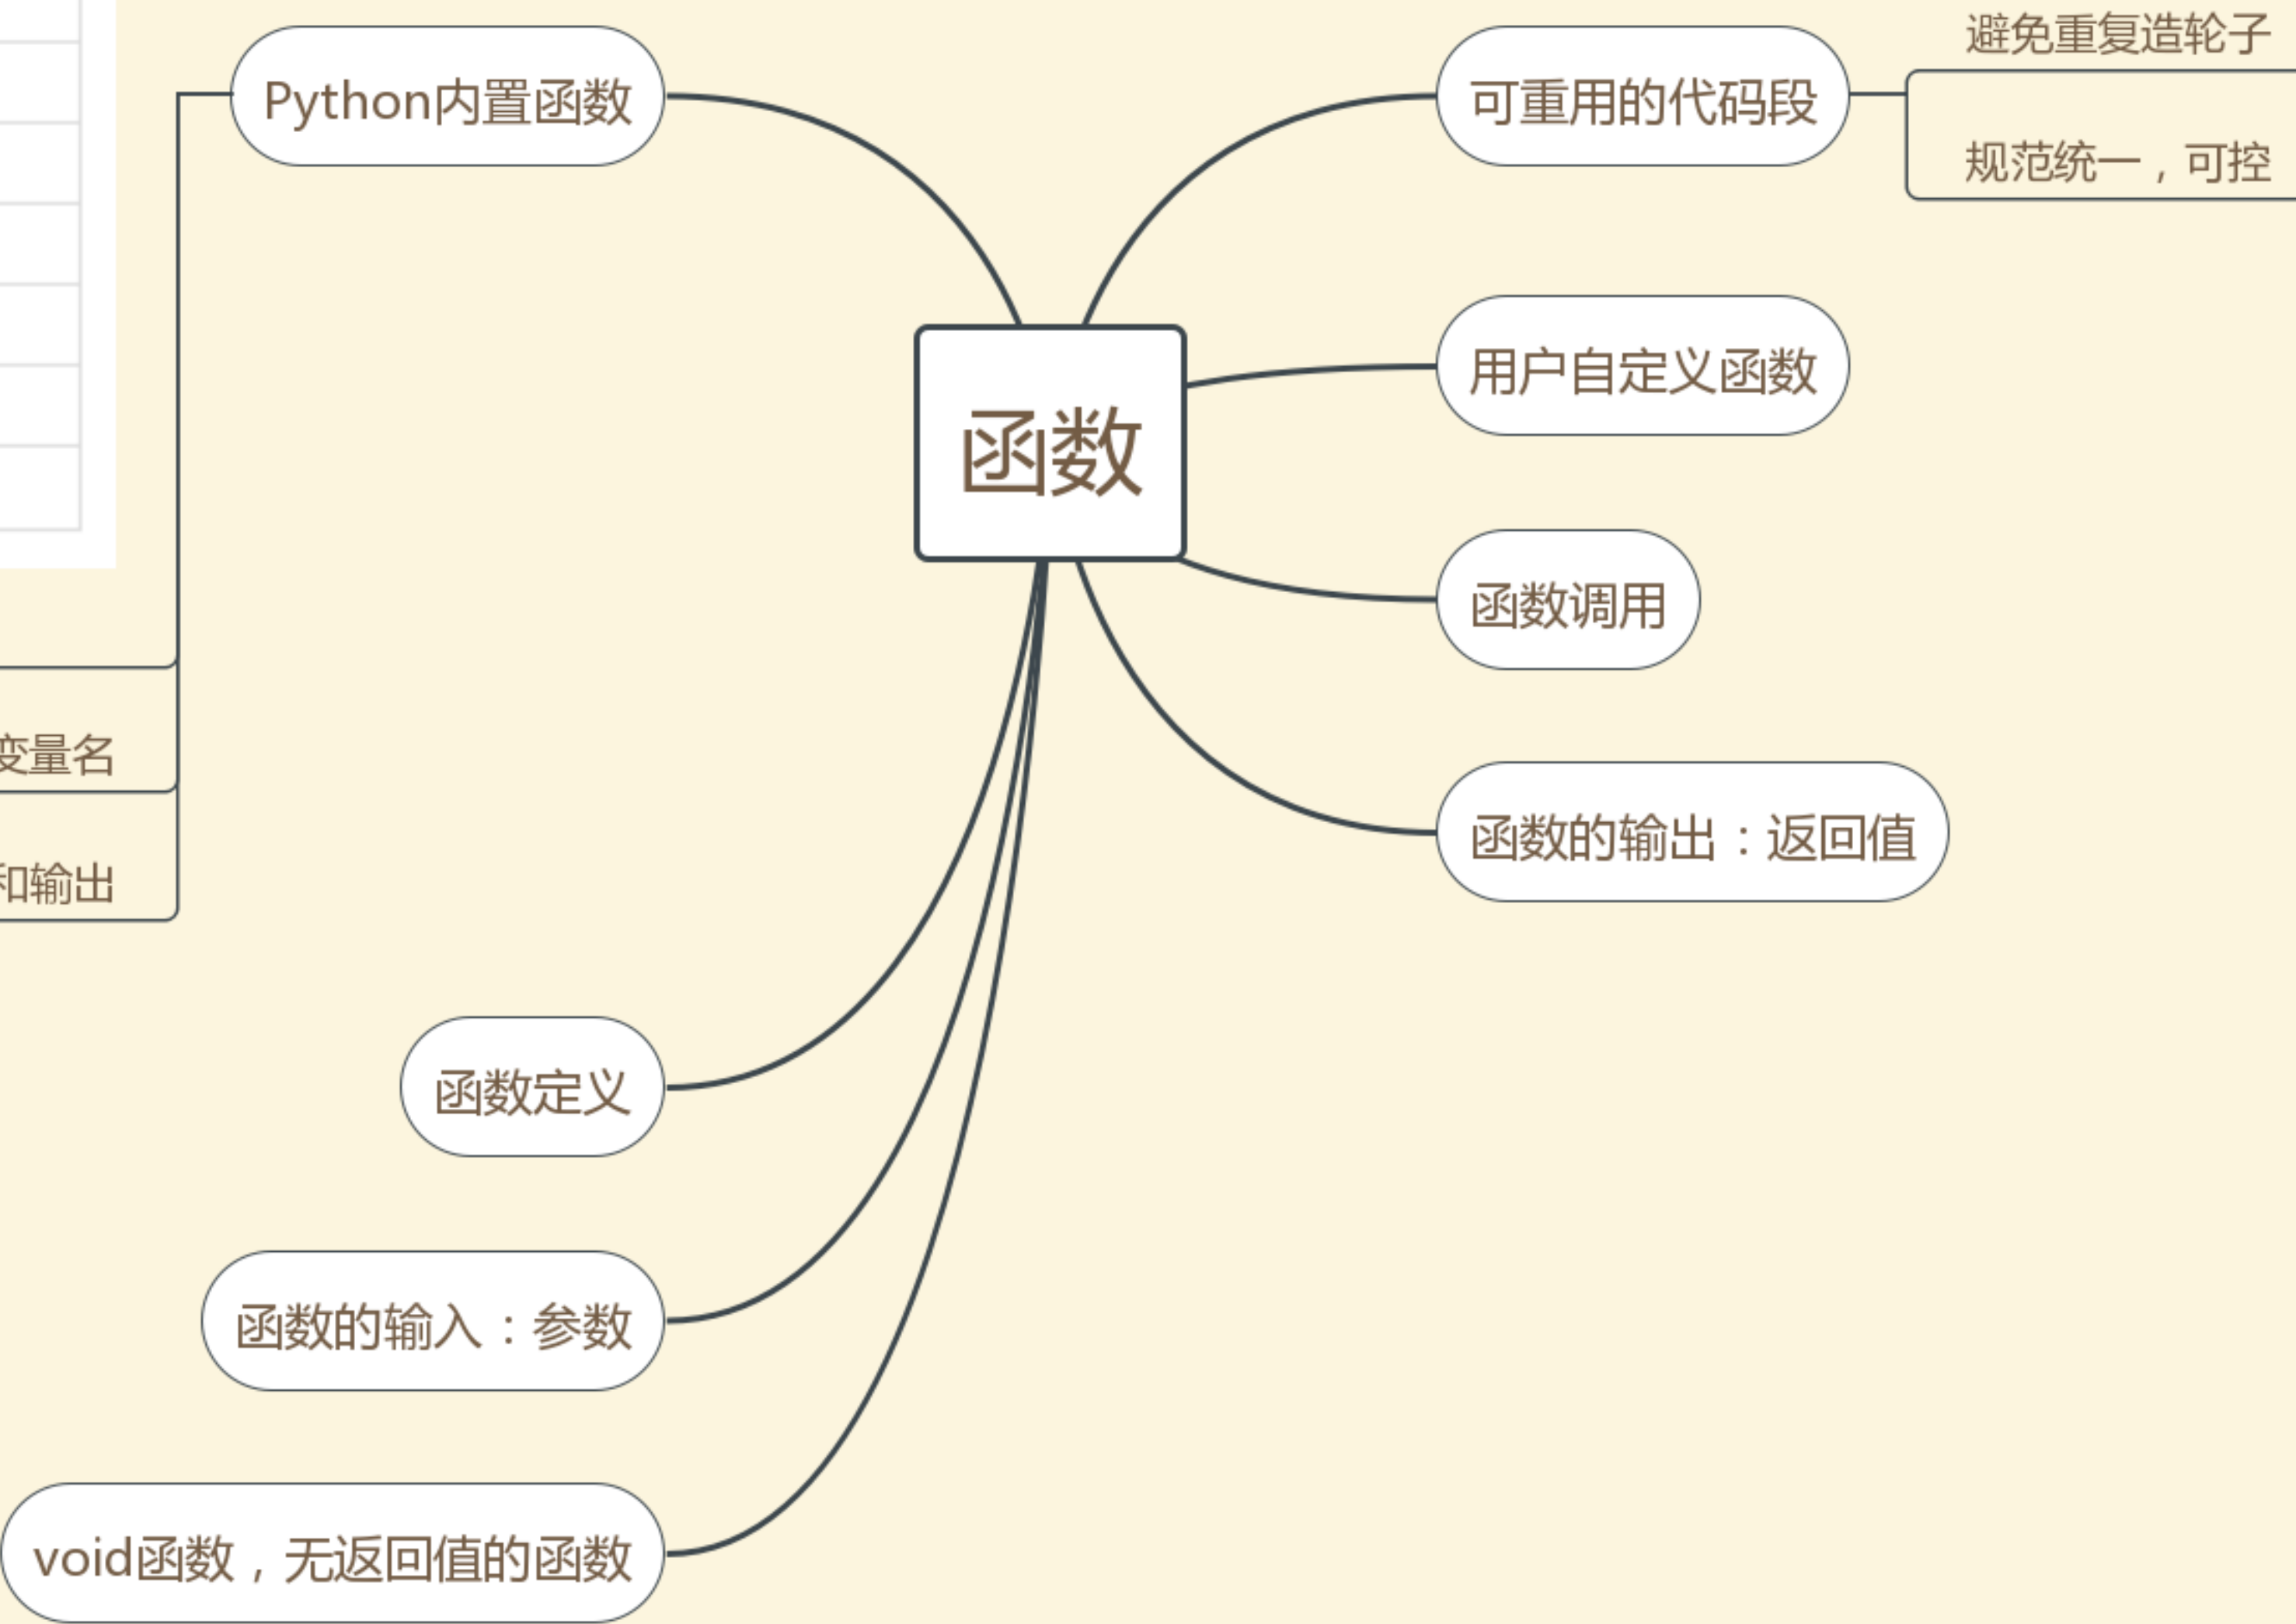 避免重复造轮子
Python内置函数
可重用的代码段
规范统一，可控
用户自定义函数
函数
函数调用
变量名
函数的输出：返回值
和输出
函数定义
函数的输入：参数
void函数，无返回值的函数